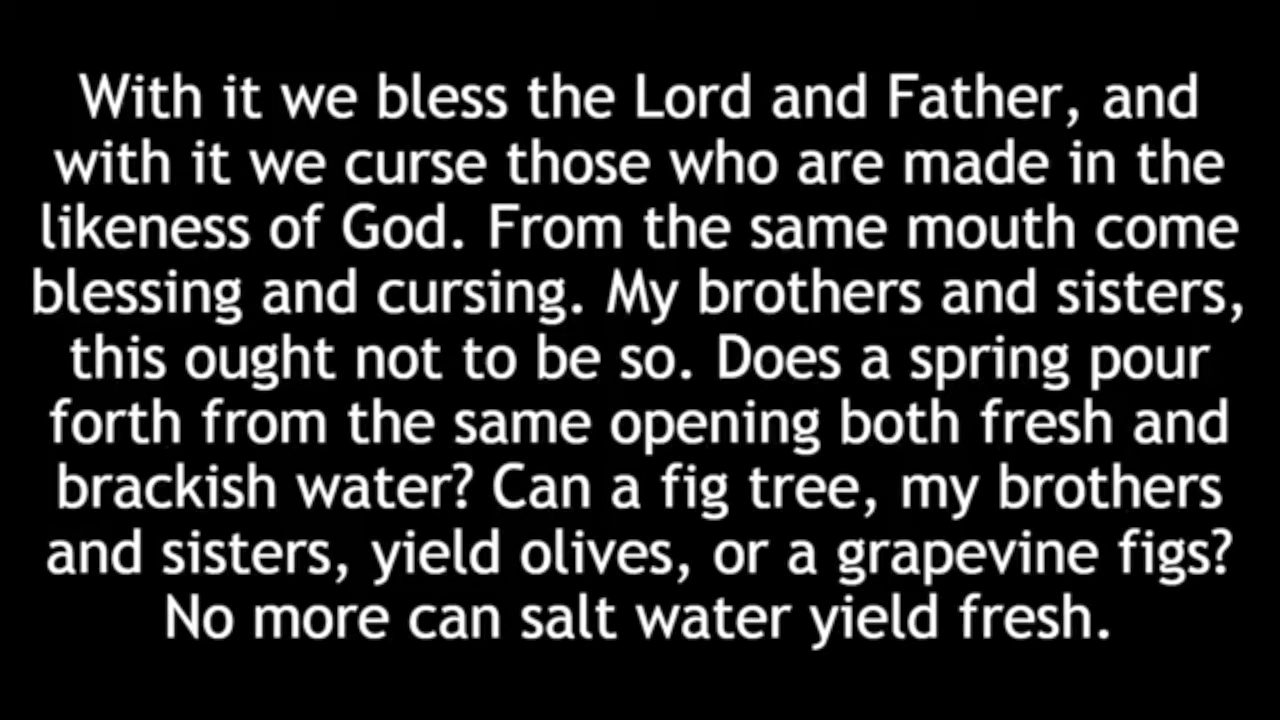 With it we bless the Lord and Father, and
with it we curse those who are made in the
likeness of God. From the same mouth come
blessing and cursing. My brothers and sisters,
this ought not to be so. Does a spring pour
forth from the same opening both fresh and
brackish water? Can a fig tree, my brothers
and sisters, yield olives, or a grapevine figs?
No more can salt water yield fresh.